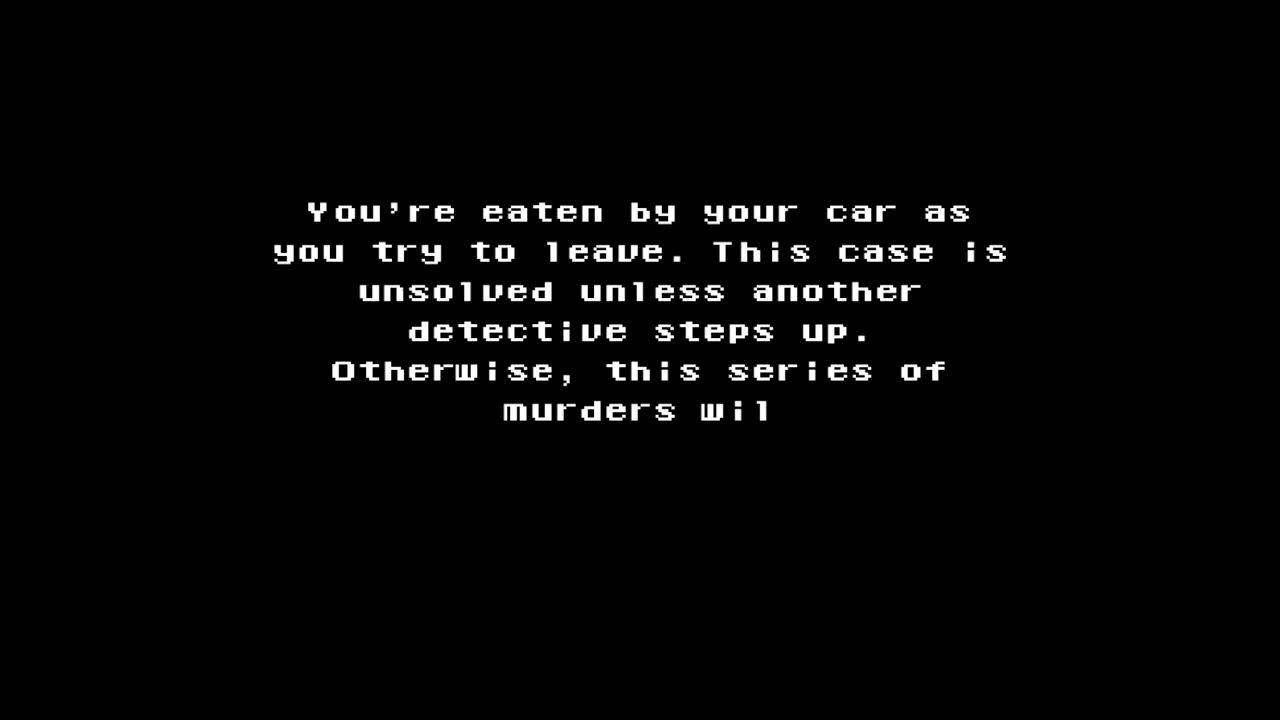 You're eaten by your car as
you try to leave. This case is
unsolved unless another
detective steps up.
Otherwise, this series of
murders wil